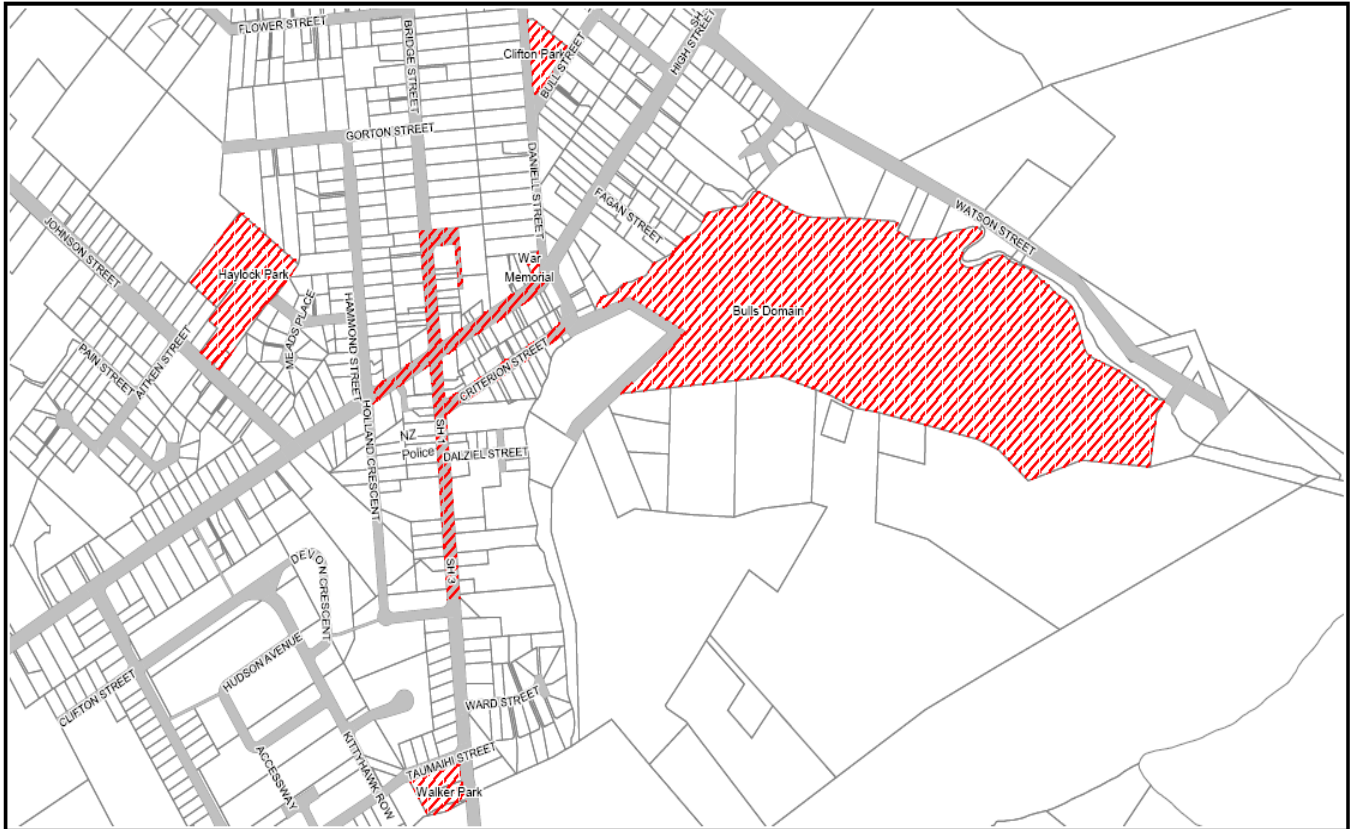 FLOWER STREET
BRIDGE STREET
Clifton Park
BULL STREET
SH
HIGH STREET
GORTON STREET
DANIELL STREET
FAGAN STREET
WATSON STREET
JOHNSON STREET
Haylock Park
War
Memorial
Bulls Domain
MEADS PLACE
HAMMOND STREET
AITKEN STREET
PAIN STREET
CRITERION STREET
HOLLAND CRESCENT
SH 1
NZ
Police
DALZIEL STREET
SH 3
DEVON CRESCENT
HUDSON AVENUE
CLIFTON STREET
WARD STREET
KITTYHAWK ROW
ACCESSWAY
TAUMAIHI STREET
Walker Park